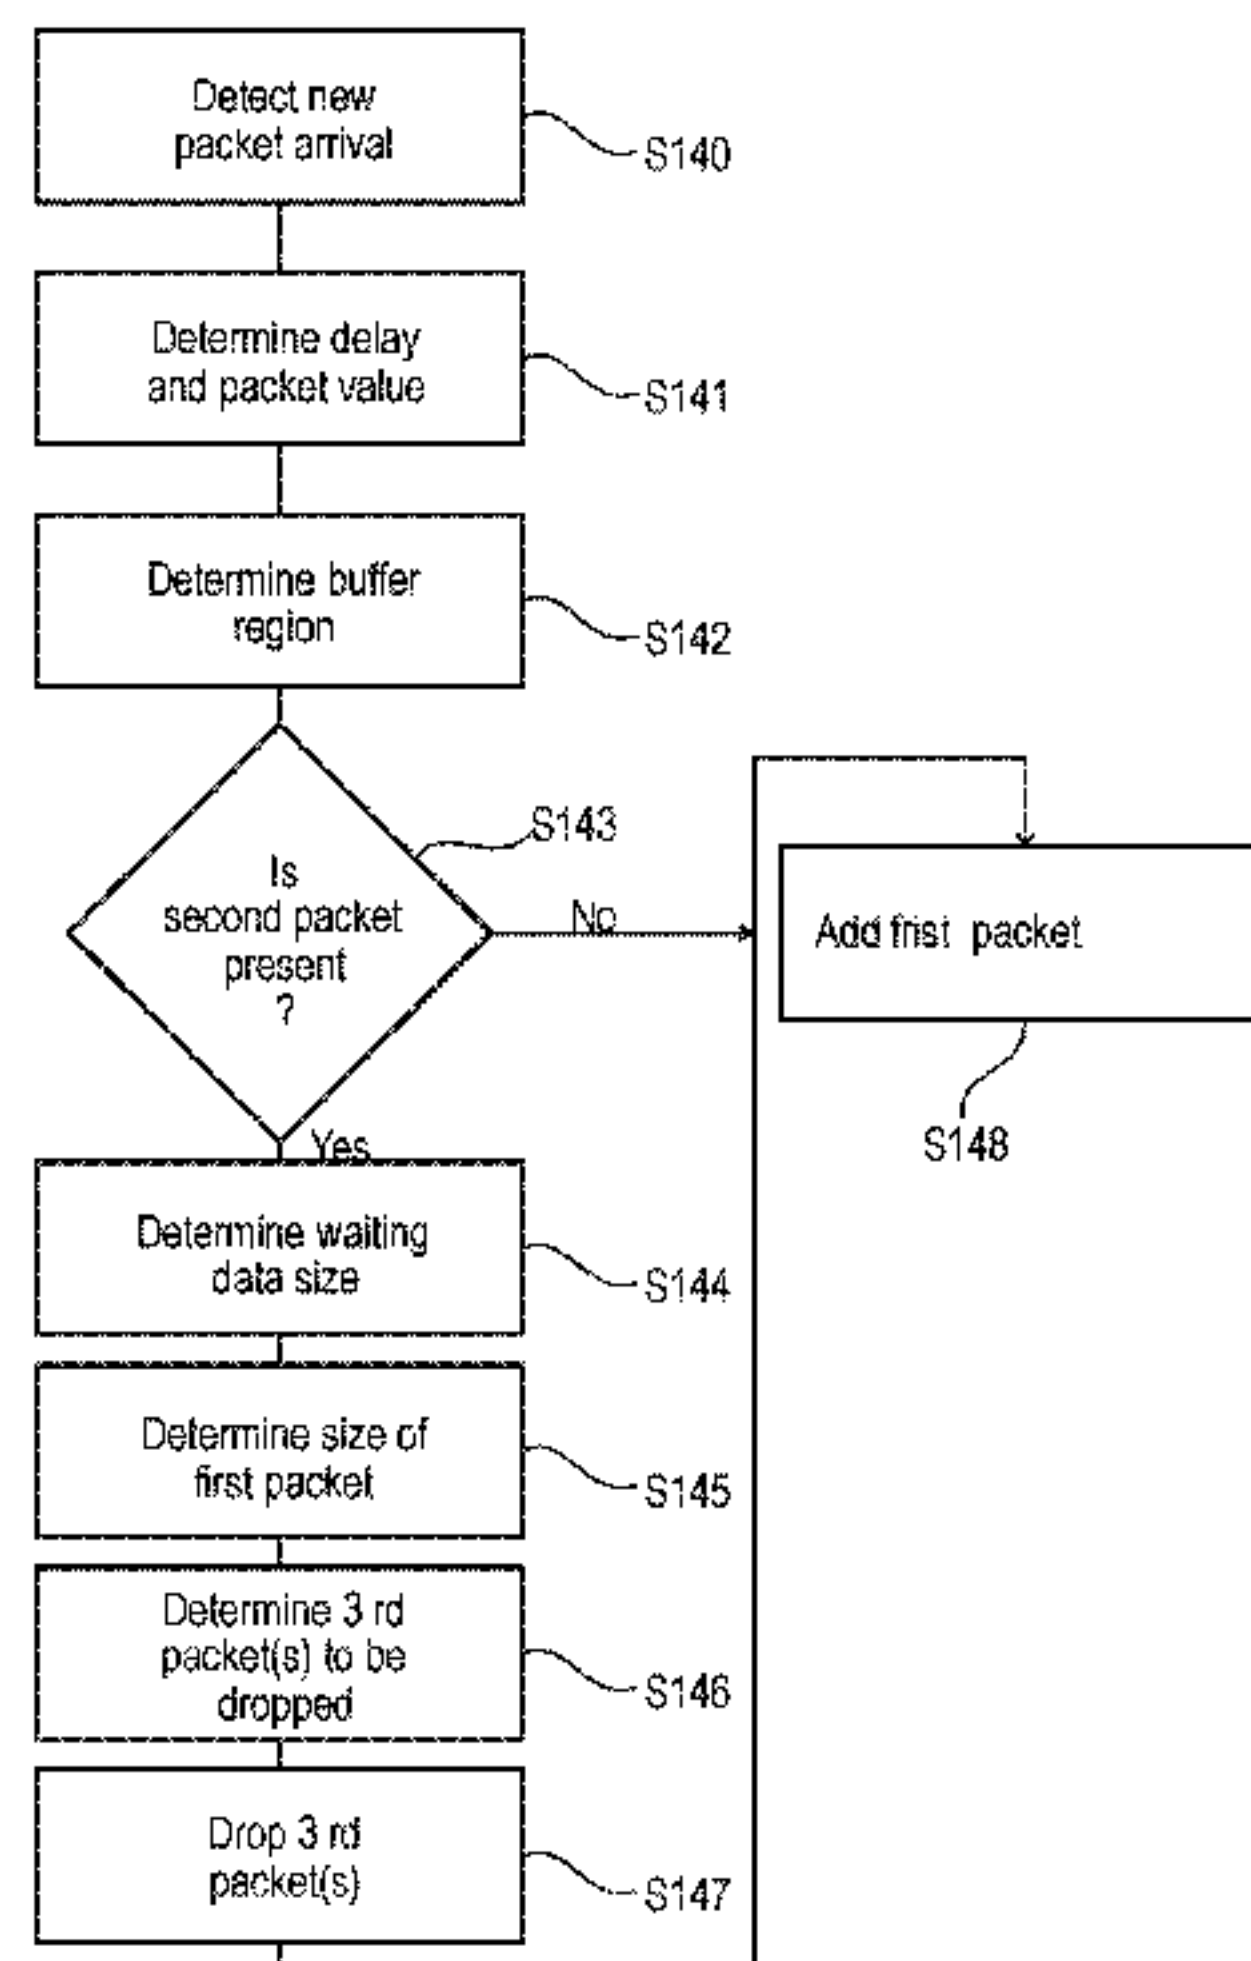 Detect new
packet arrival
S140
Determine delay
and packet value
S141
Determine buffer
region
S142
S143
Is
second packet
present
?
No
Add frist packet
S148
Yes
Determine waiting
data size
S144
Determine size of
first packet
S145
Determine 3 rd
packet(s) to be
dropped
S146
Drop 3 rd
packet(s)
S147